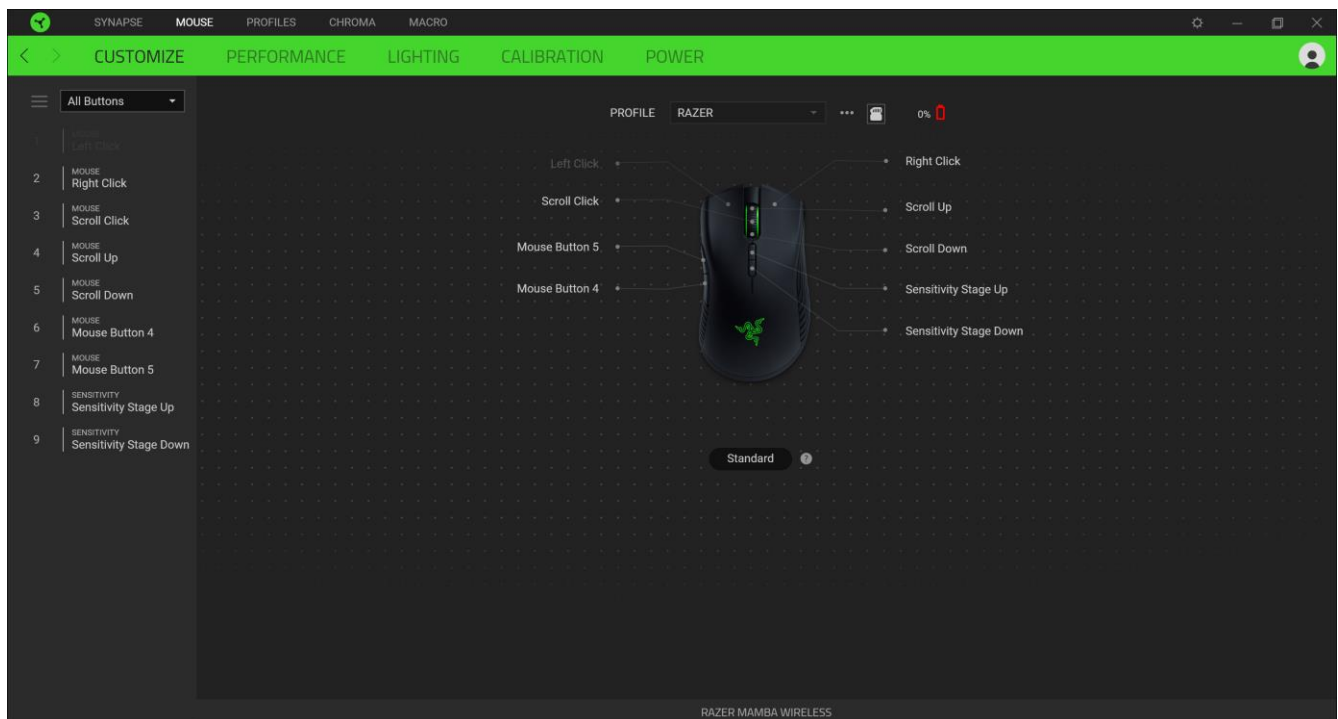 SYNAPSE MOUSE PROFILES CHROMA MACRO
CUSTOMIZE PERFORMANCE LIGHTING CALIBRATION POWER
All Buttons
PROFILE RAZER ••• 0%
Left Click
2 MOUSE
Right Click
3 MOUSE
Scroll Click
4 MOUSE
Scroll Up
5 MOUSE
Scroll Down
6 MOUSE
Mouse Button 4
7 MOUSE
Mouse Button 5
8 SENSITIVITY
Sensitivity Stage Up
9 SENSITIVITY
Sensitivity Stage Down
Left Click
Scroll Click
Mouse Button 5
Mouse Button 4
Right Click
Scroll Up
Scroll Down
Sensitivity Stage Up
Sensitivity Stage Down
Standard ?
RAZER MAMBA WIRELESS